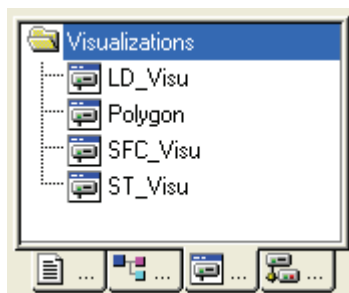 Visualizations
LD_Visu
Polygon
SFC_Visu
ST_Visu
... ... ... ...